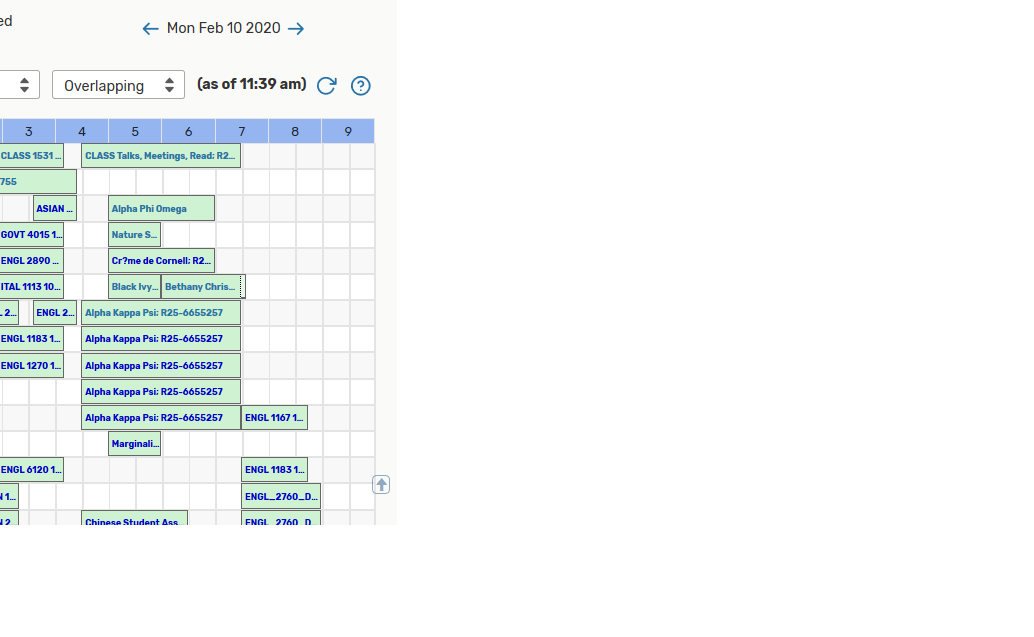 ed
Mon Feb 10 2020
Overlapping (as of 11:39 am)
3 4 5 6 7 8 9
CLASS 1531 ... CLASS Talks, Meetings, Read; R2...
755
ASIAN ... Alpha Phi Omega
GOVT 4015 1... Nature S...
ENGL 2890 ... Cr?me de Cornell; R2...
ITAL 1113 10... Black Ivy... Bethany Chris...
L 2... ENGL 2... Alpha Kappa Psi; R25-6655257
ENGL 1183 1... Alpha Kappa Psi; R25-6655257
ENGL 1270 1... Alpha Kappa Psi; R25-6655257
Alpha Kappa Psi; R25-6655257
Alpha Kappa Psi; R25-6655257 ENGL 1167 1...
Marginali...
ENGL 6120 1... ENGL 1183 1...
N 1... ENGL_2760_D...
N 2... Chinese Student Ass... ENGL_2760_D...